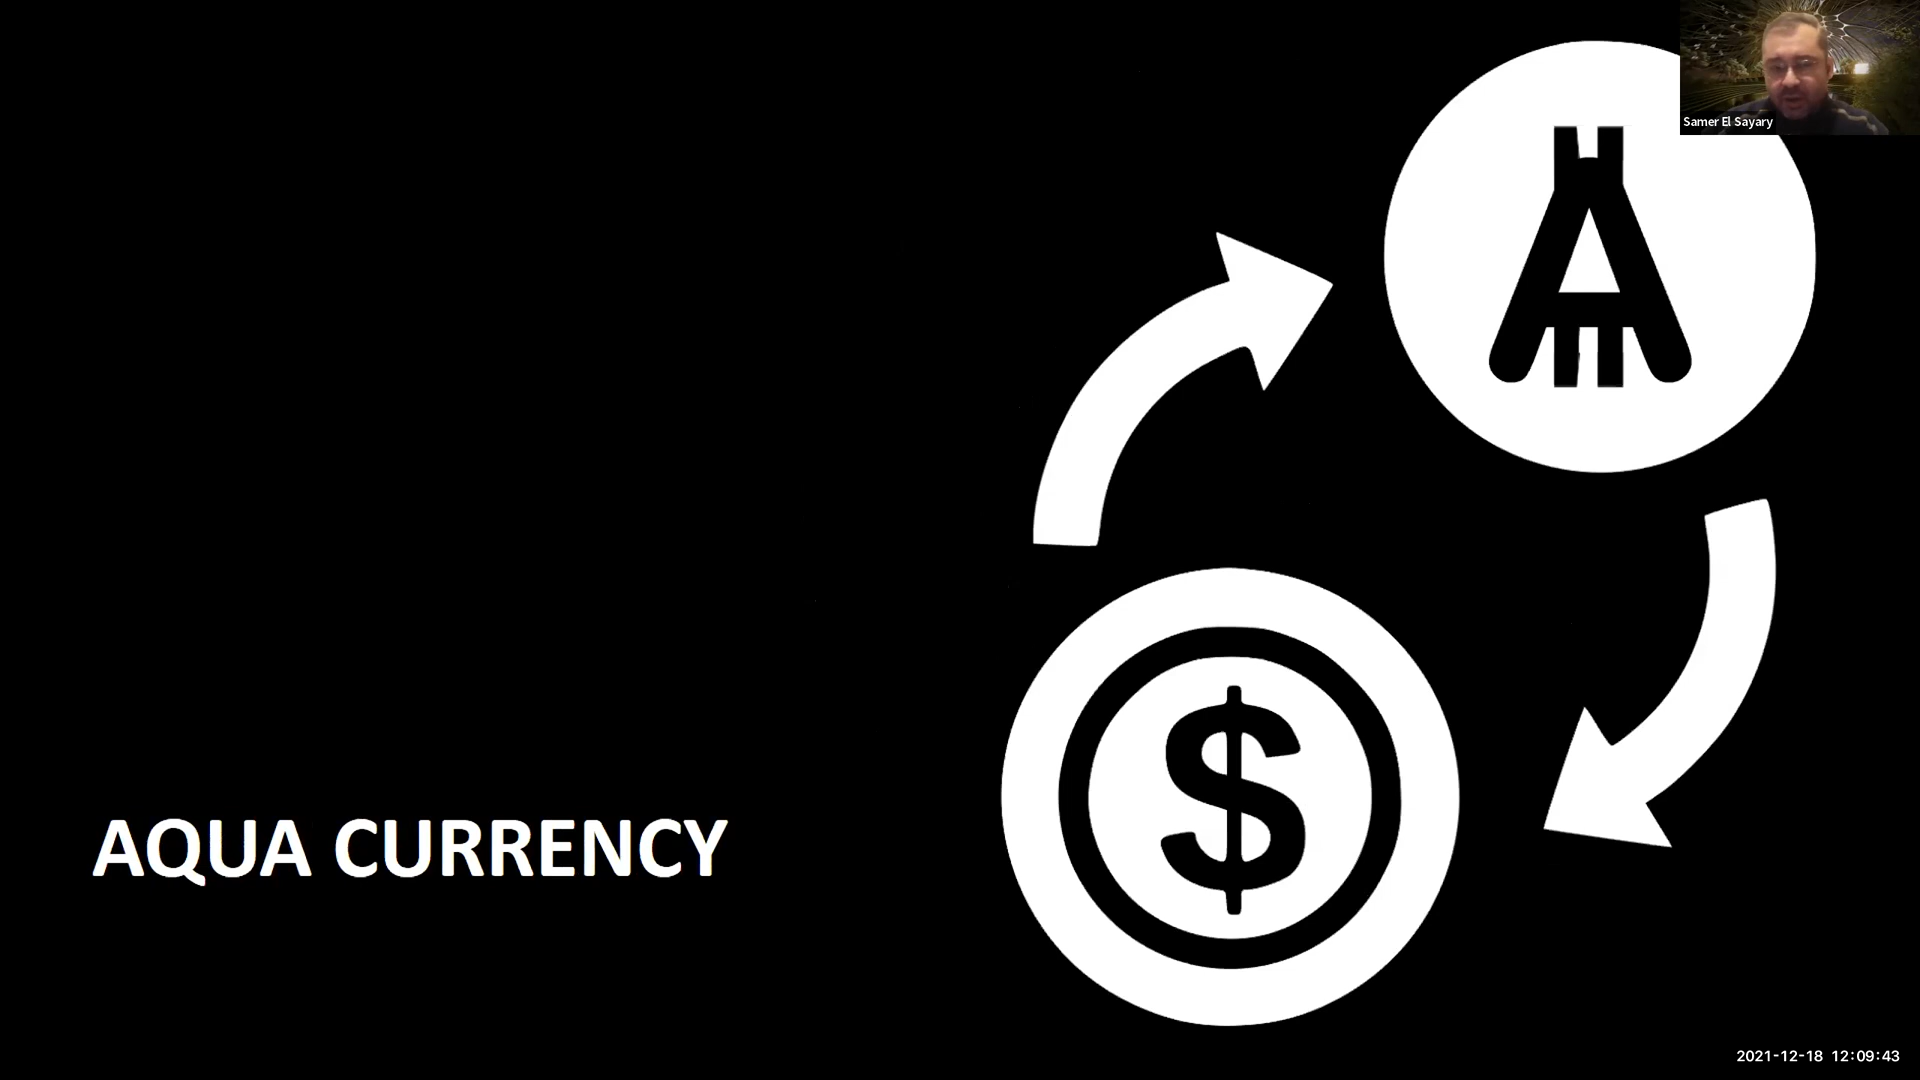 Samer El Sayary
A
$
AQUA CURRENCY
2021-12-18 12:09:43